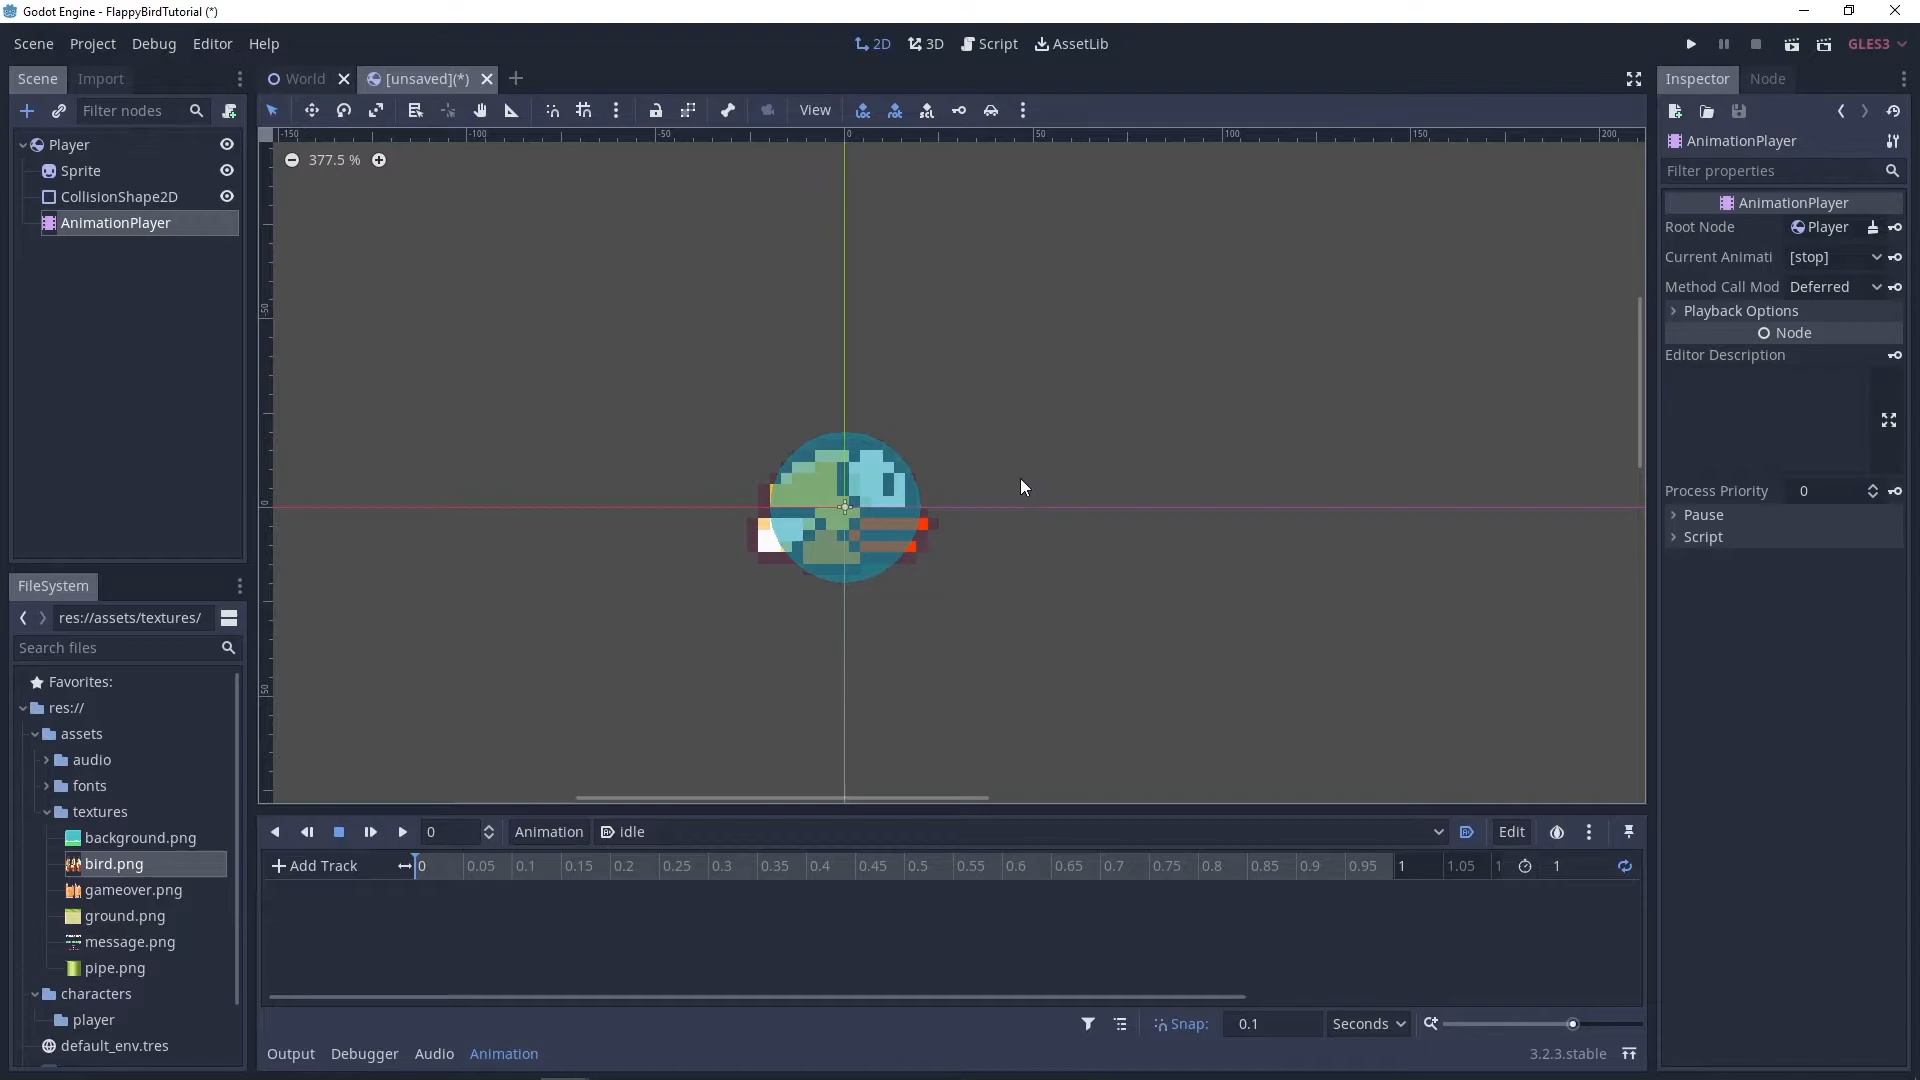 Godot Engine - FlappyBirdTutorial (*)
Scene Project Debug Editor Help
2D 3D Script AssetLib
GLES3
Scene Import
World [unsaved](*)
Inspector Node
Filter nodes
View
-150 -100 -50 0 50 100 150 200
AnimationPlayer
Player
377.5 %
Filter properties
Sprite
CollisionShape2D
AnimationPlayer
AnimationPlayer
Root Node Player
Current Animati [stop]
Method Call Mod Deferred
Playback Options
Node
Editor Description
-50
0
50
Process Priority 0
Pause
Script
FileSystem
res://assets/textures/
Search files
Favorites:
res://
assets
audio
fonts
textures
background.png
bird.png
gameover.png
ground.png
message.png
pipe.png
characters
player
default_env.tres
0 Animation idle Edit
Add Track 0 0.05 0.1 0.15 0.2 0.25 0.3 0.35 0.4 0.45 0.5 0.55 0.6 0.65 0.7 0.75 0.8 0.85 0.9 0.95 1 1.05 1 1
Snap: 0.1 Seconds
Output Debugger Audio Animation
3.2.3.stable